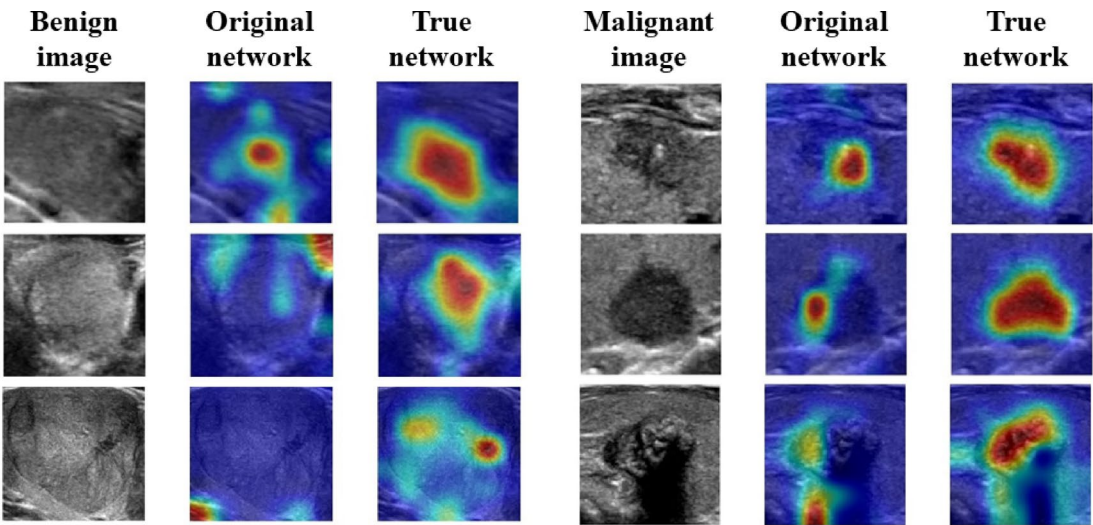 Benign image
Original network
True network
Malignant image
Original network
True network